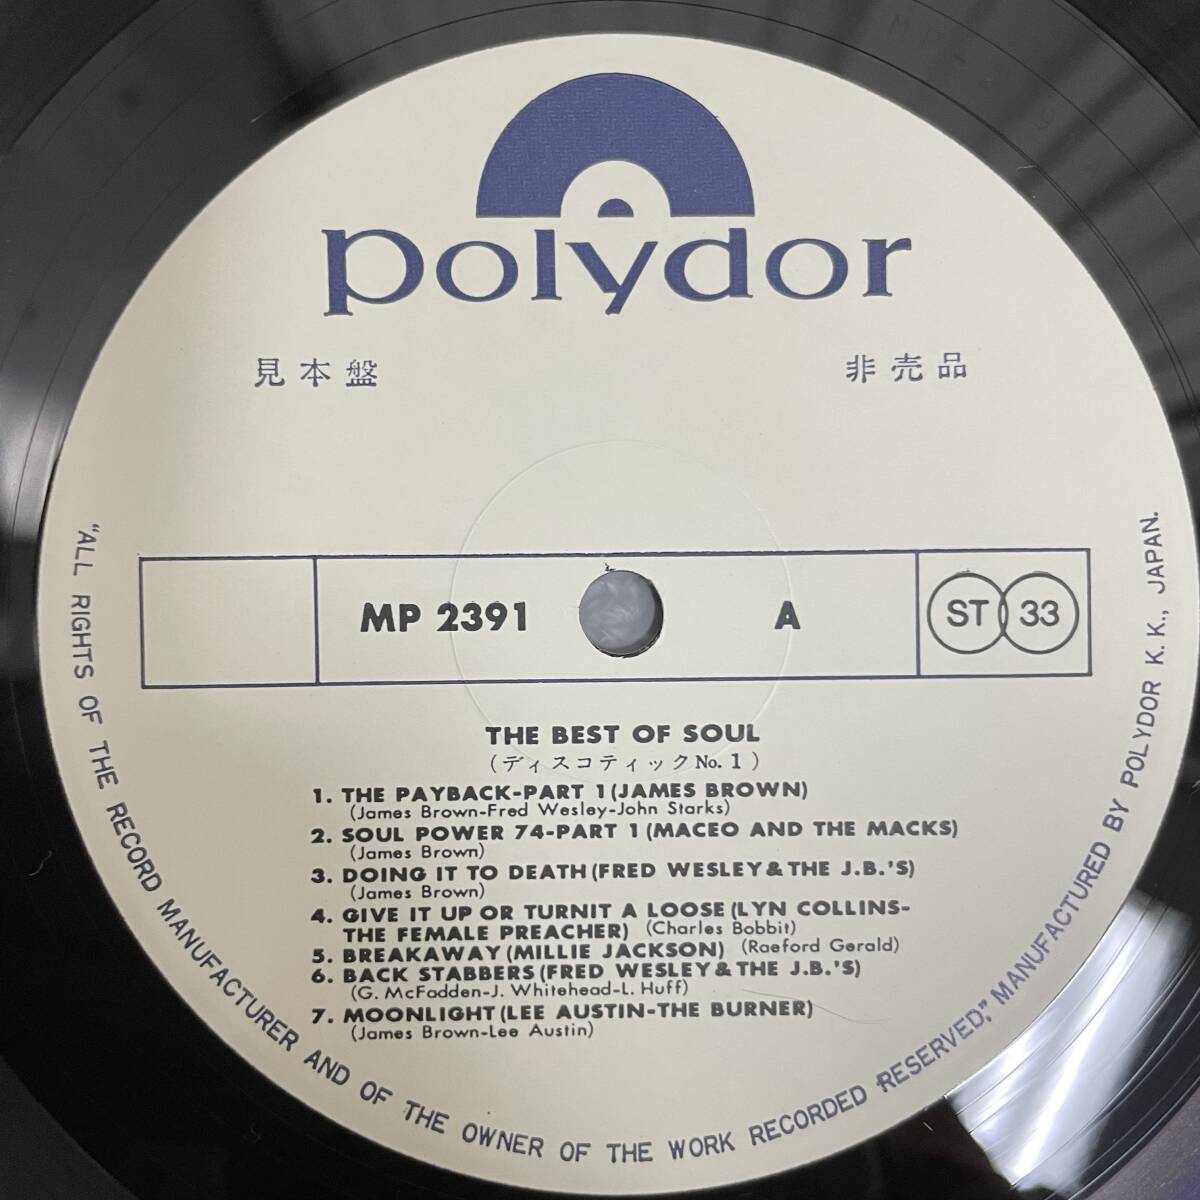 polydor
見本盤
非売品
MP 2391
A
ST 33
THE BEST OF SOUL
(ディスコティックNo.1)
1. THE PAYBACK-PART 1 (JAMES BROWN)
(James Brown-Fred Wesley-John Starks)
2. SOUL POWER 74-PART 1 (MACEO AND THE MACKS)
(James Brown)
3. DOING IT TO DEATH (FRED WESLEY & THE J.B.'S)
(James Brown)
4. GIVE IT UP OR TURNIT A LOOSE (LYN COLLINS-
THE FEMALE PREACHER) (Charles Bobbit)
5. BREAKAWAY (MILLIE JACKSON) (Raeford Gerald)
6. BACK STABBERS (FRED WESLEY & THE J.B.'S)
(G. McFadden-J. Whitehead-L. Huff)
7. MOONLIGHT (LEE AUSTIN-THE BURNER)
(James Brown-Lee Austin)
"ALL RIGHTS OF THE RECORD MANUFACTURER AND OF THE OWNER OF THE WORK RECORDED RESERVED;" MANUFACTURED BY POLYDOR K. K., JAPAN.